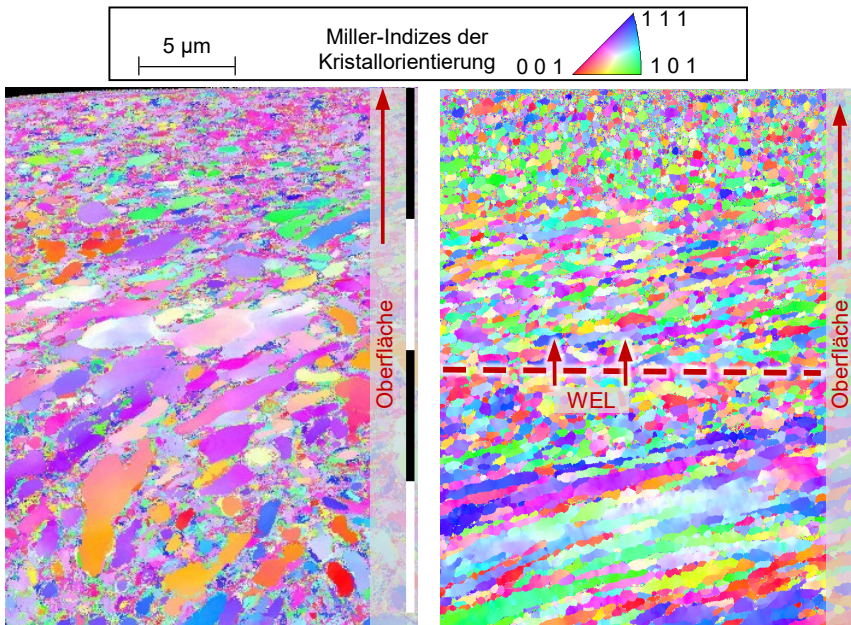 5 µm
Miller-Indizes der
Kristallorientierung
1 1 1
0 0 1
1 0 1
Oberfläche
Oberfläche
WEL